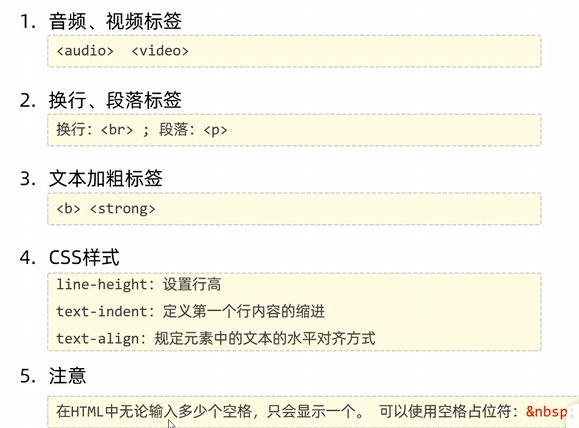 1. 音频、视频标签
<audio> <video>
2. 换行、段落标签
换行：<br> ; 段落：<p>
3. 文本加粗标签
<b> <strong>
4. CSS样式
line-height：设置行高
text-indent：定义第一个行内容的缩进
text-align：规定元素中的文本的水平对齐方式
5. 注意
在HTML中无论输入多少个空格，只会显示一个。 可以使用空格占位符：&nbsp;